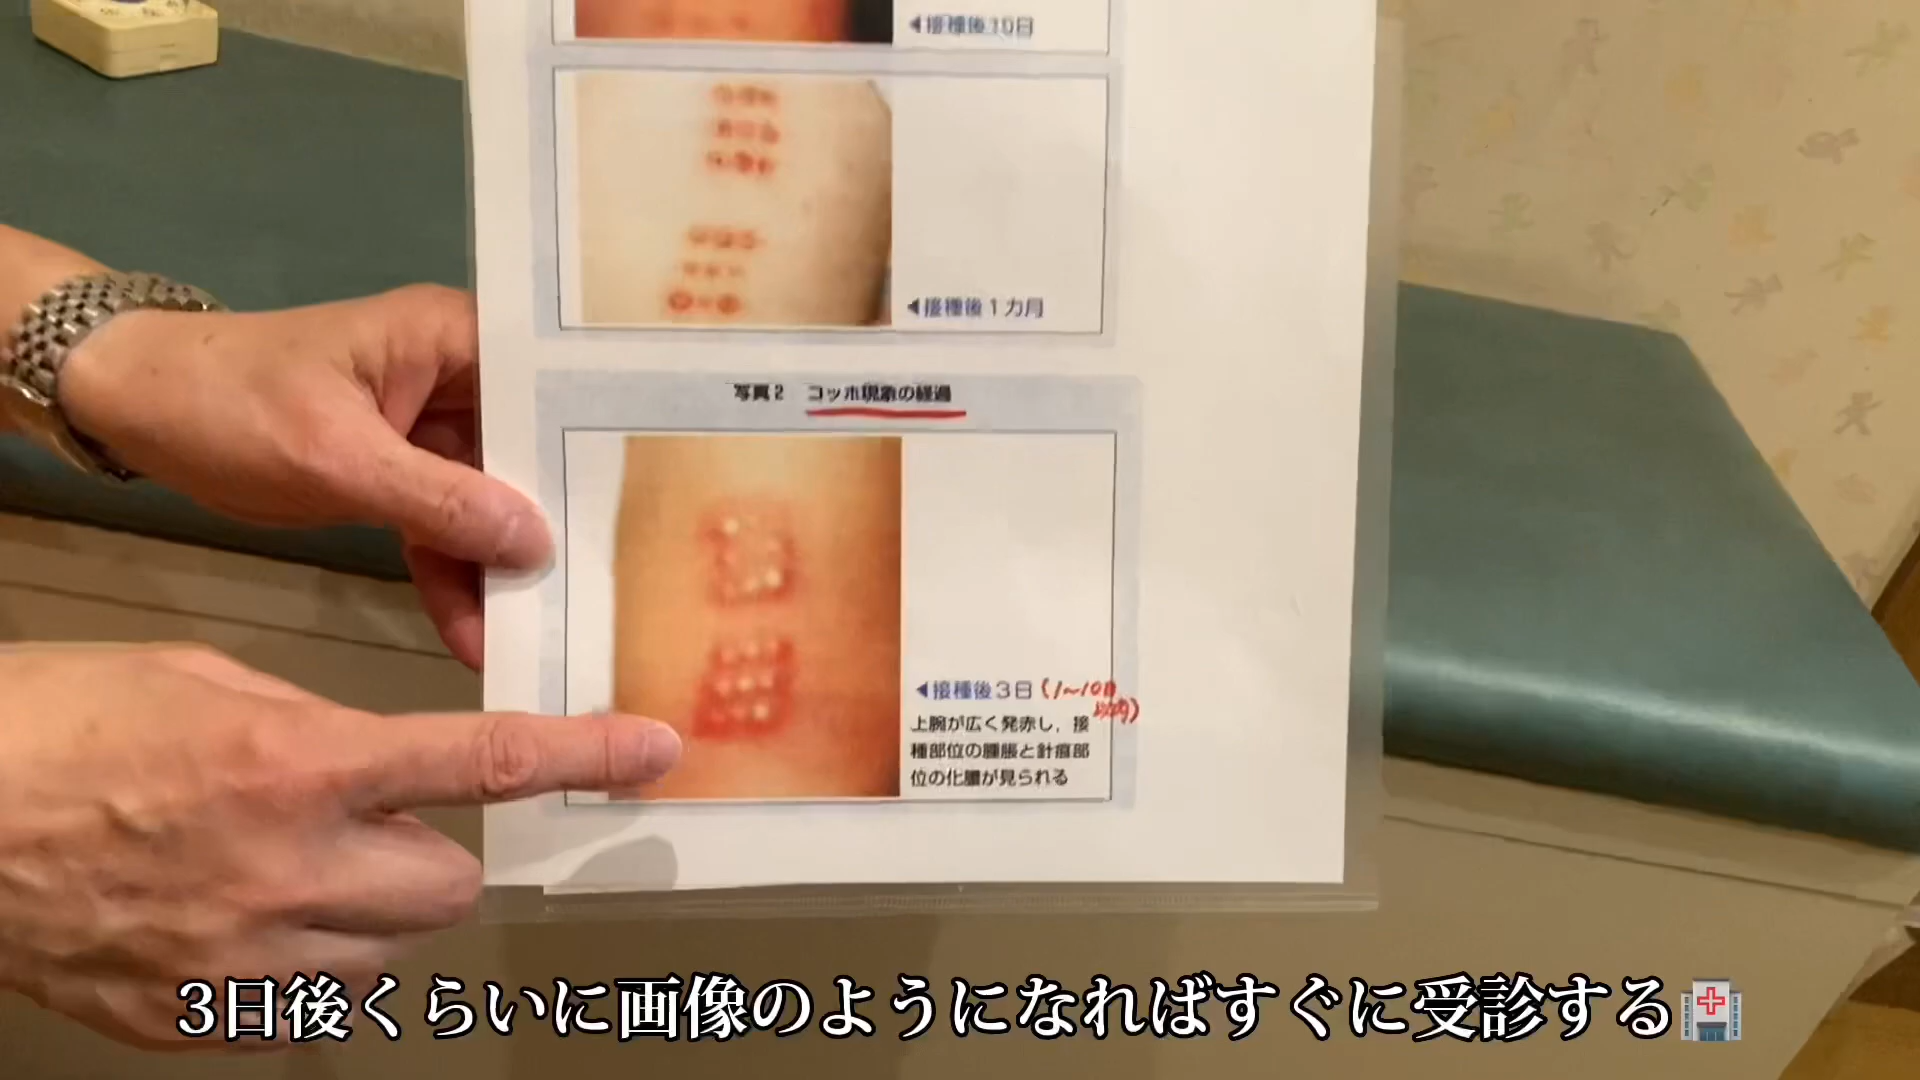 ◀接種後10日
◀接種後1カ月
写真2 コッホ現象の経過
◀接種後3日(1~10日
以内)
上腕が広く発赤し，接
種部位の腫脹と針痕部
位の化膿が見られる
3日後くらいに画像のようになればすぐに受診する🏥